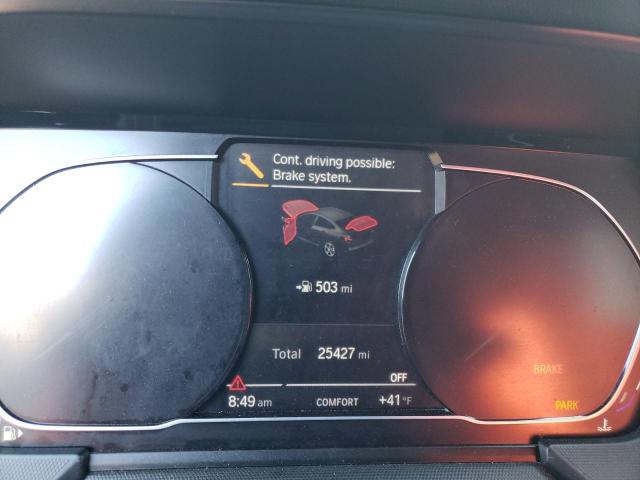 Cont. driving possible:
Brake system.
503 mi
Total 25427 mi
OFF
8:49 am COMFORT +41 °F
BRAKE
PARK